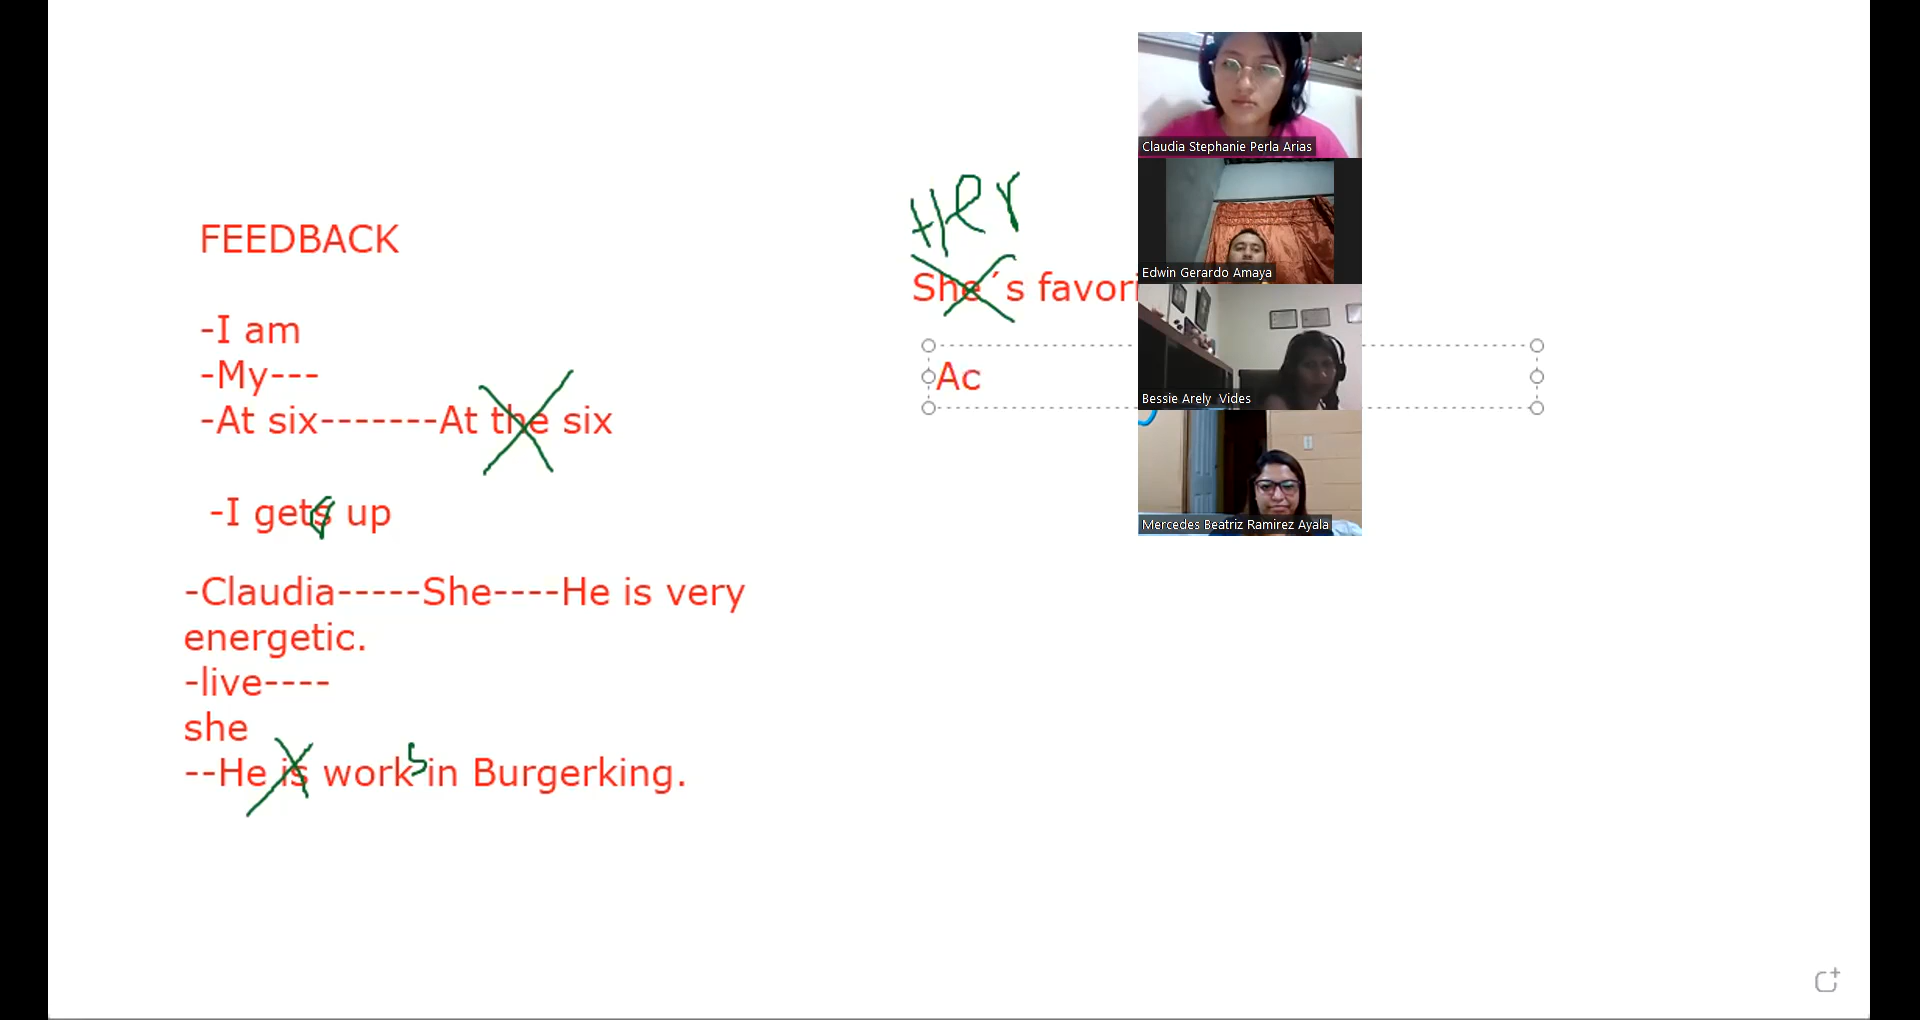 FEEDBACK
-I am
-My---
-At six-------At the six
-I gets up
-Claudia-----She----He is very
energetic.
-live----
she
--He is work s in Burgerking.
HEr
She´s favori
Ac
Claudia Stephanie Perla Arias
Edwin Gerardo Amaya
Bessie Arely Vides
Mercedes Beatriz Ramirez Ayala